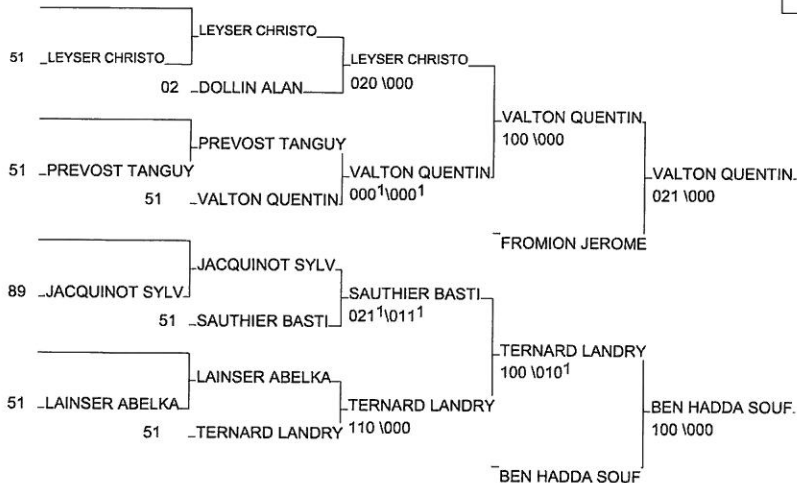 LEYSER CHRISTO
51 LEYSER CHRISTO
LEYSER CHRISTO
02 DOLLIN ALAN
020 \000
VALTON QUENTIN
100 \000
PREVOST TANGUY
51 PREVOST TANGUY
VALTON QUENTIN
VALTON QUENTIN
51 VALTON QUENTIN
000¹\000¹
021 \000
FROMION JEROME
JACQUINOT SYLV
89 JACQUINOT SYLV
SAUTHIER BASTI
51 SAUTHIER BASTI
021¹\011¹
TERNARD LANDRY
100 \010¹
LAINSER ABELKA
51 LAINSER ABELKA
TERNARD LANDRY
BEN HADDA SOUF.
51 TERNARD LANDRY
110 \000
100 \000
BEN HADDA SOUF